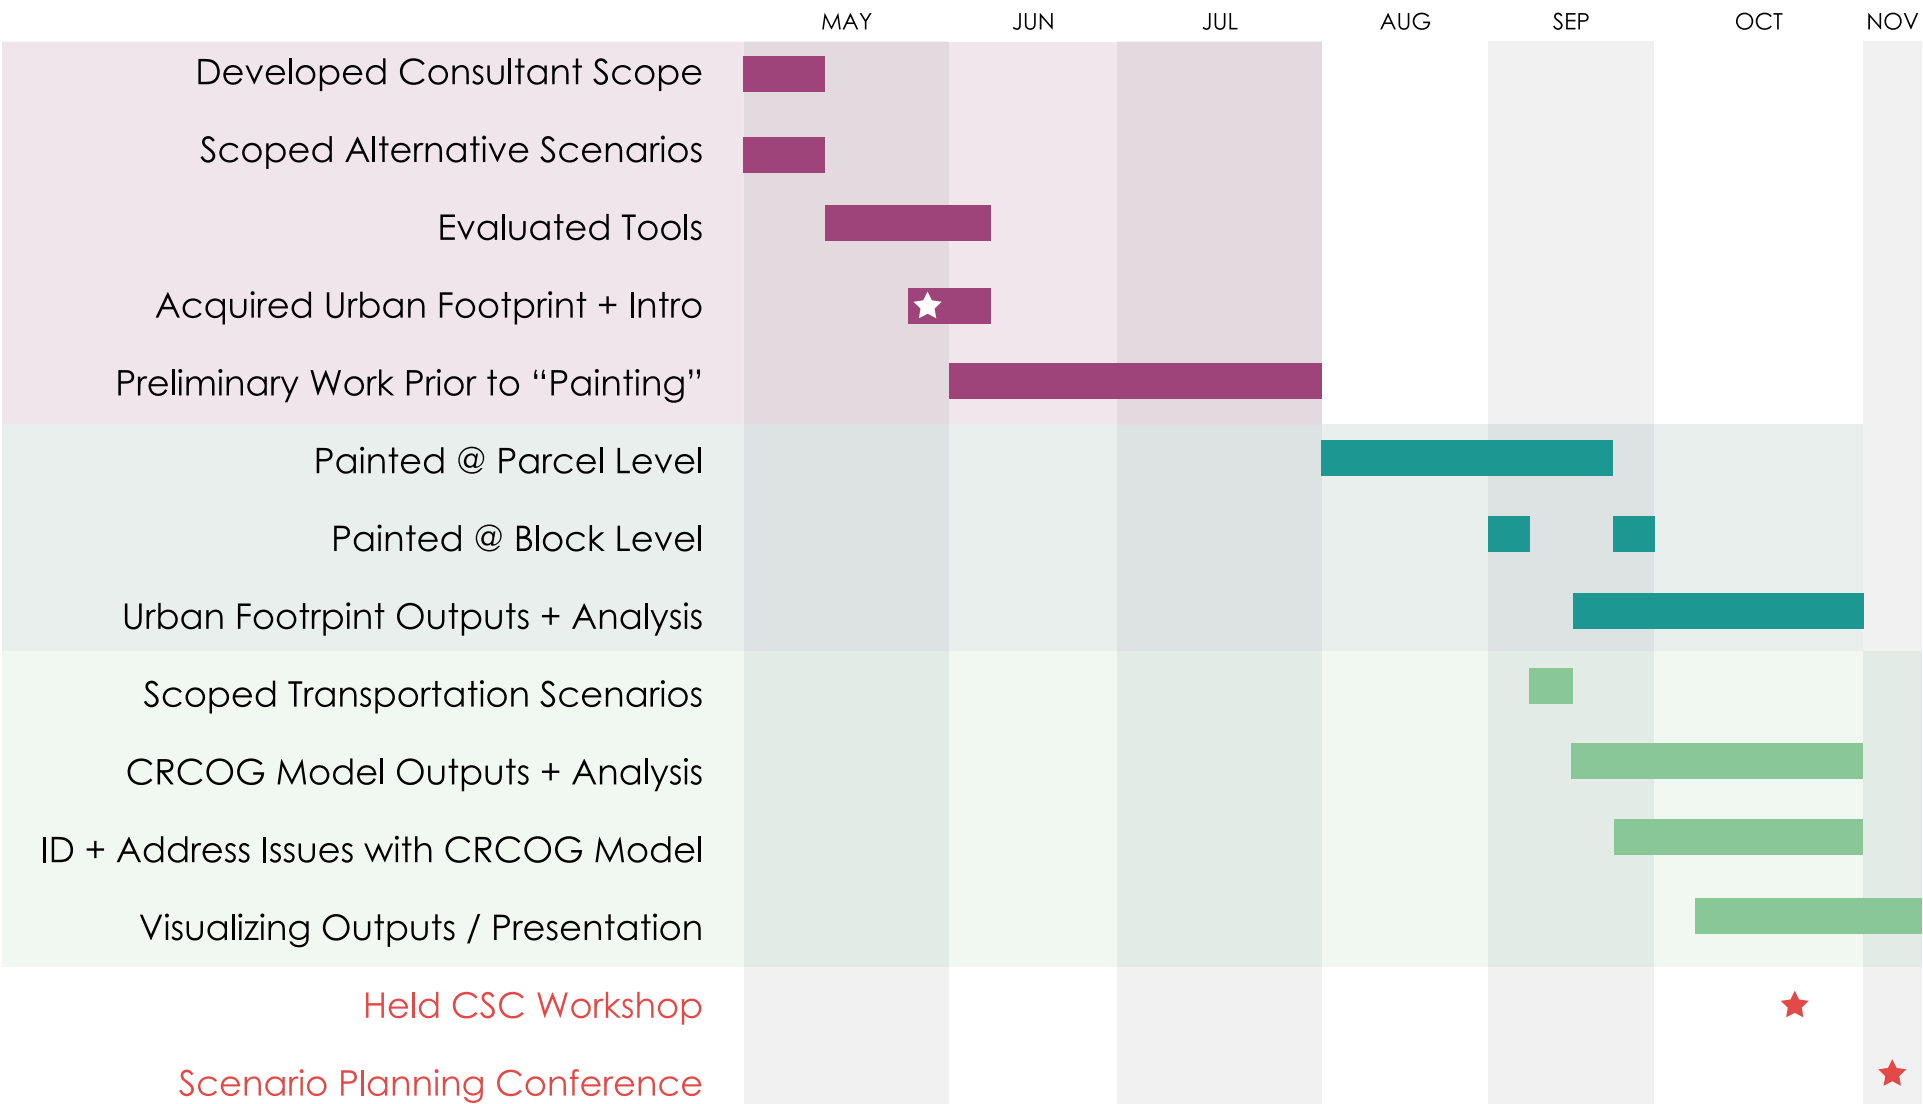 MAY JUN JUL AUG SEP OCT NOV
Developed Consultant Scope
Scoped Alternative Scenarios
Evaluated Tools
Acquired Urban Footprint + Intro
Preliminary Work Prior to “Painting”
Painted @ Parcel Level
Painted @ Block Level
Urban Footrpint Outputs + Analysis
Scoped Transportation Scenarios
CRCOG Model Outputs + Analysis
ID + Address Issues with CRCOG Model
Visualizing Outputs / Presentation
Held CSC Workshop
Scenario Planning Conference